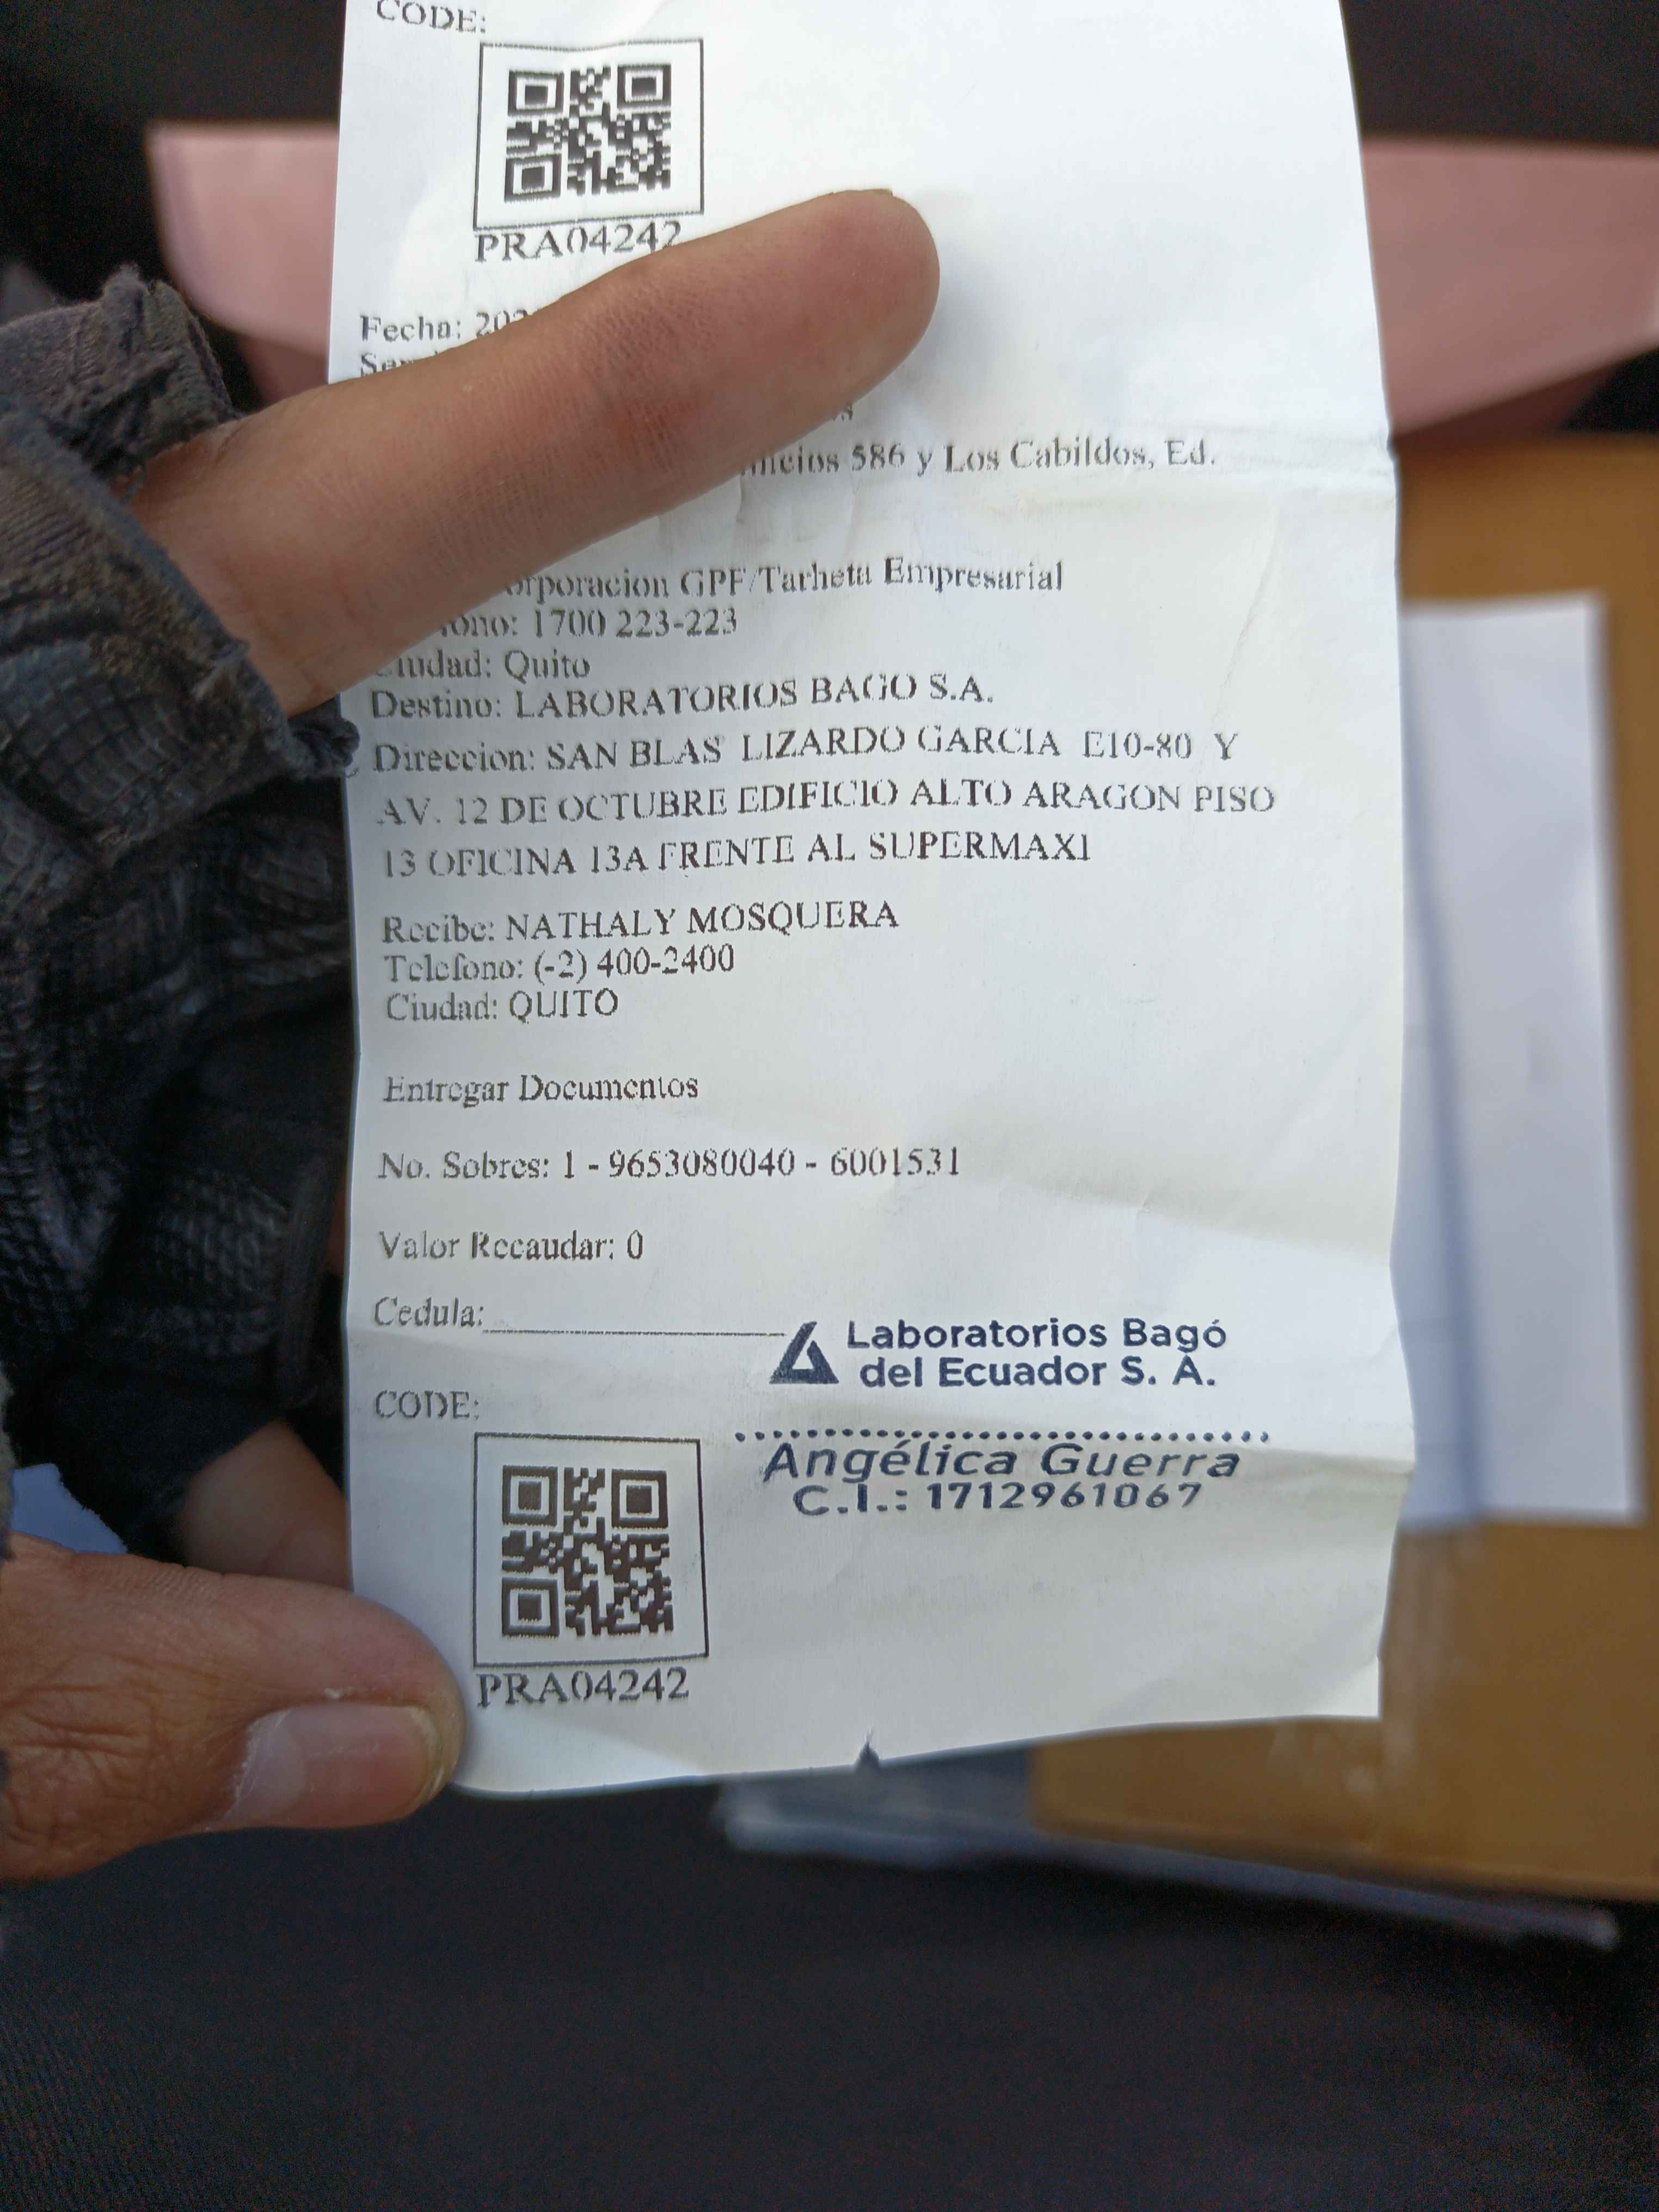 CODE:
PRA04242
Fecha:
586 y Los Cabildos, Ed.
GPF/Tarheta Empresarial
1700 223-223
Ciudad: Quito
Destino: LABORATORIOS BAGO S.A.
Direccion: SAN BLAS LIZARDO GARCIA E10-80 Y
AV. 12 DE OCTUBRE EDIFICIO ALTO ARAGON PISO
13 OFICINA 13A FRENTE AL SUPERMAXI
Recibe: NATHALY MOSQUERA
Telefono: (-2) 400-2400
Ciudad: QUITO
Entregar Documentos
No. Sobres: 1 - 9653080040 - 6001531
Valor Recaudar: 0
Cedula:
Laboratorios Bagó
del Ecuador S. A.
CODE:
Angélica Guerra
C.I.: 1712961067
PRA04242